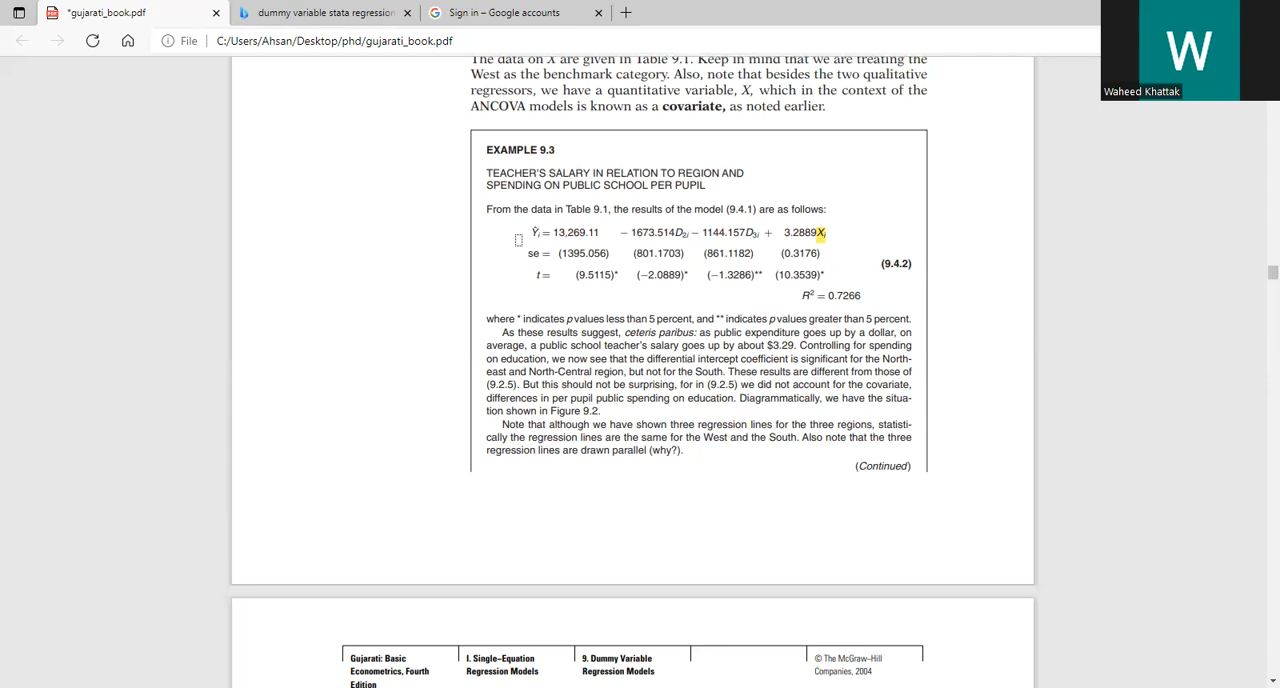 *gujarati_book.pdf
dummy variable stata regression
Sign in – Google accounts
File
C:/Users/Ahsan/Desktop/phd/gujarati_book.pdf
W
Waheed Khattak
The data on X are given in Table 9.1. Keep in mind that we are treating the
West as the benchmark category. Also, note that besides the two qualitative
regressors, we have a quantitative variable, X, which in the context of the
ANCOVA models is known as a covariate, as noted earlier.
EXAMPLE 9.3
TEACHER'S SALARY IN RELATION TO REGION AND
SPENDING ON PUBLIC SCHOOL PER PUPIL
From the data in Table 9.1, the results of the model (9.4.1) are as follows:
Ŷi = 13,269.11 − 1673.514D2i − 1144.157D3i + 3.2889Xi
se = (1395.056) (801.1703) (861.1182) (0.3176)
(9.4.2)
t = (9.5115)* (−2.0889)* (−1.3286)** (10.3539)*
R² = 0.7266
where * indicates p values less than 5 percent, and ** indicates p values greater than 5 percent.
As these results suggest, ceteris paribus: as public expenditure goes up by a dollar, on
average, a public school teacher's salary goes up by about $3.29. Controlling for spending
on education, we now see that the differential intercept coefficient is significant for the North-
east and North-Central region, but not for the South. These results are different from those of
(9.2.5). But this should not be surprising, for in (9.2.5) we did not account for the covariate,
differences in per pupil public spending on education. Diagrammatically, we have the situa-
tion shown in Figure 9.2.
Note that although we have shown three regression lines for the three regions, statisti-
cally the regression lines are the same for the West and the South. Also note that the three
regression lines are drawn parallel (why?).
(Continued)
Gujarati: Basic
Econometrics, Fourth
Edition
I. Single−Equation
Regression Models
9. Dummy Variable
Regression Models
© The McGraw−Hill
Companies, 2004